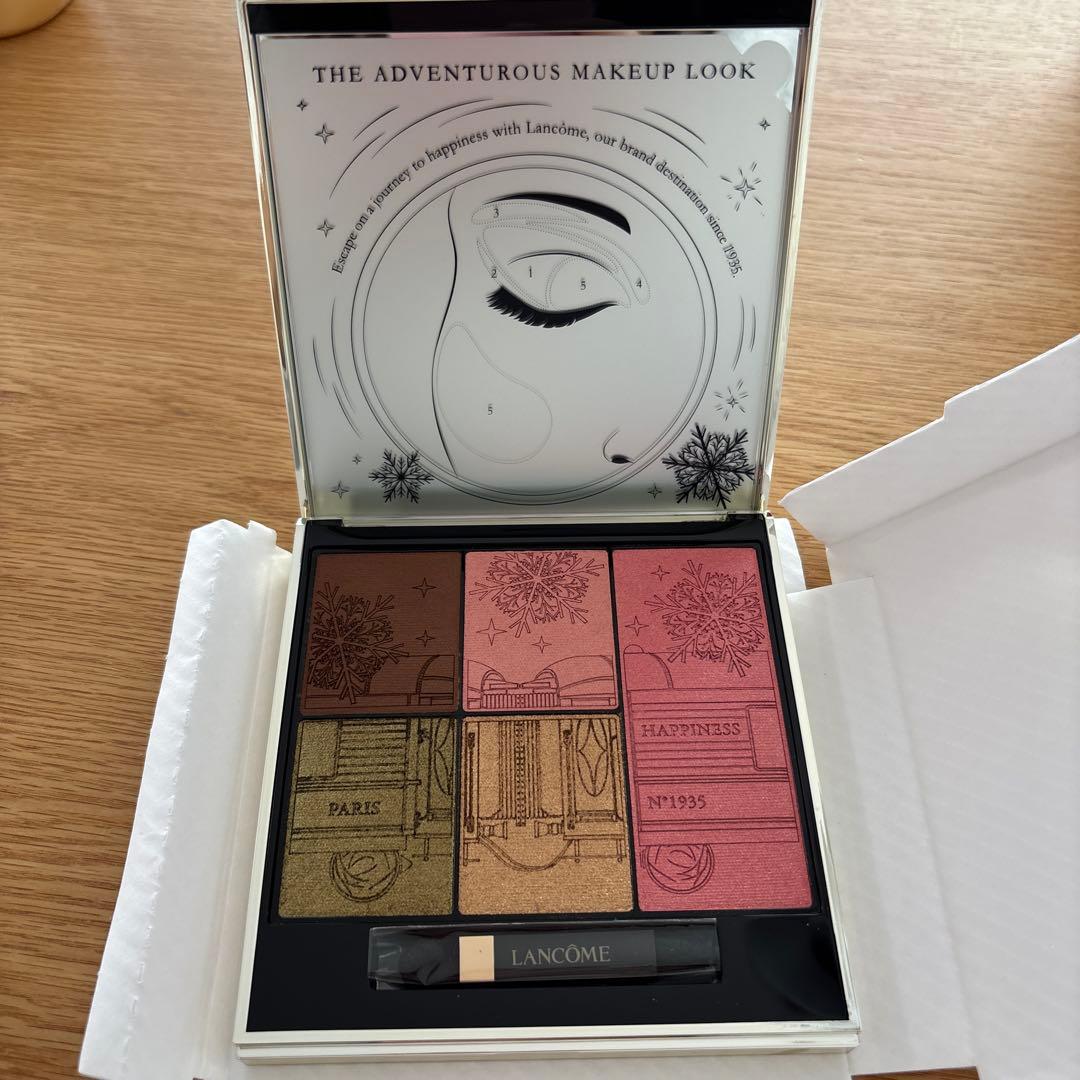 THE ADVENTUROUS MAKEUP LOOK
Escape on a journey to happiness with Lancôme, our brand destination since 1935.
3
2 1 5 4
5
HAPPINESS
PARIS
N°1935
LANCÔME